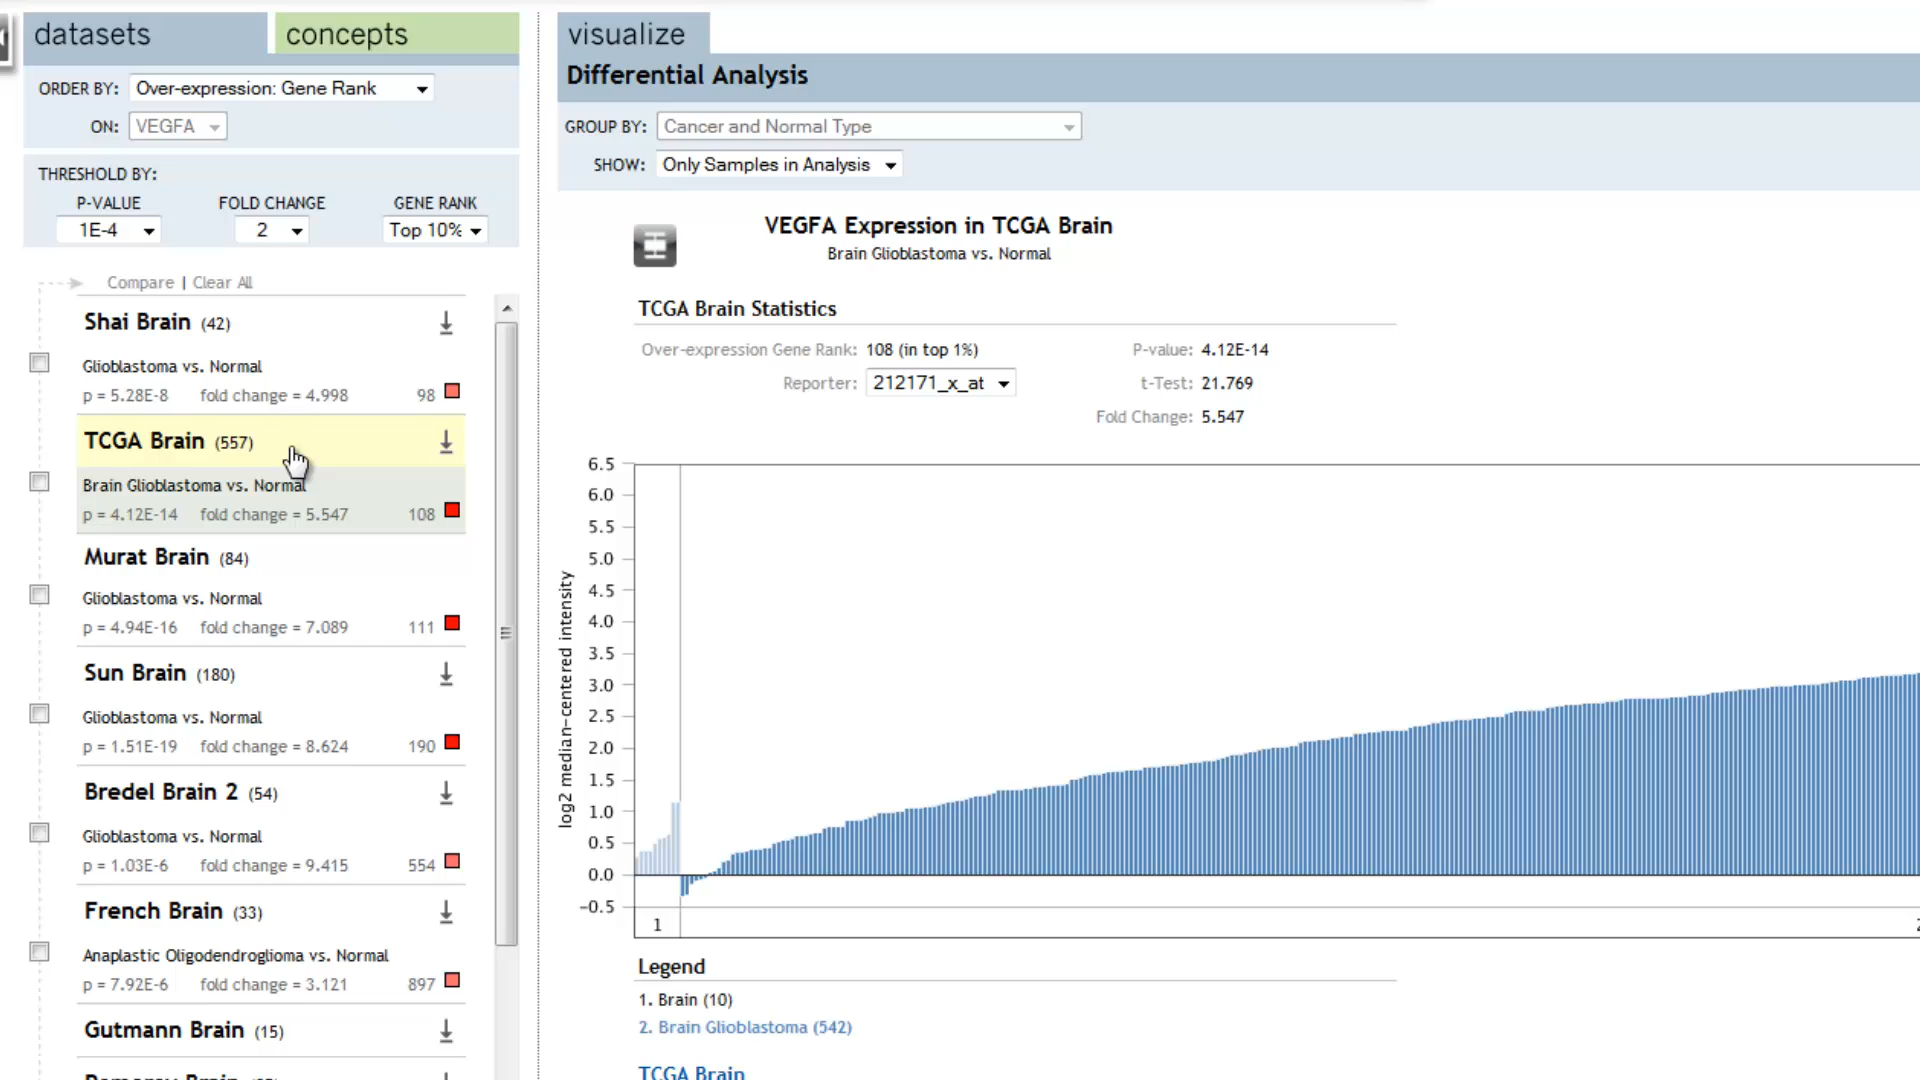 datasets
concepts
ORDER BY: Over-expression: Gene Rank
ON: VEGFA
THRESHOLD BY:
P-VALUE FOLD CHANGE GENE RANK
1E-4 2 Top 10%
Compare | Clear All
Shai Brain (42)
Glioblastoma vs. Normal
p = 5.28E-8 fold change = 4.998 98
TCGA Brain (557)
Brain Glioblastoma vs. Normal
p = 4.12E-14 fold change = 5.547 108
Murat Brain (84)
Glioblastoma vs. Normal
p = 4.94E-16 fold change = 7.089 111
Sun Brain (180)
Glioblastoma vs. Normal
p = 1.51E-19 fold change = 8.624 190
Bredel Brain 2 (54)
Glioblastoma vs. Normal
p = 1.03E-6 fold change = 9.415 554
French Brain (33)
Anaplastic Oligodendroglioma vs. Normal
p = 7.92E-6 fold change = 3.121 897
Gutmann Brain (15)
visualize
Differential Analysis
GROUP BY: Cancer and Normal Type
SHOW: Only Samples in Analysis
VEGFA Expression in TCGA Brain
Brain Glioblastoma vs. Normal
TCGA Brain Statistics
Over-expression Gene Rank: 108 (in top 1%) P-value: 4.12E-14
Reporter: 212171_x_at t-Test: 21.769
Fold Change: 5.547
log2 median-centered intensity
6.5
6.0
5.5
5.0
4.5
4.0
3.5
3.0
2.5
2.0
1.5
1.0
0.5
0.0
-0.5
1 2
Legend
1. Brain (10)
2. Brain Glioblastoma (542)
TCGA Brain